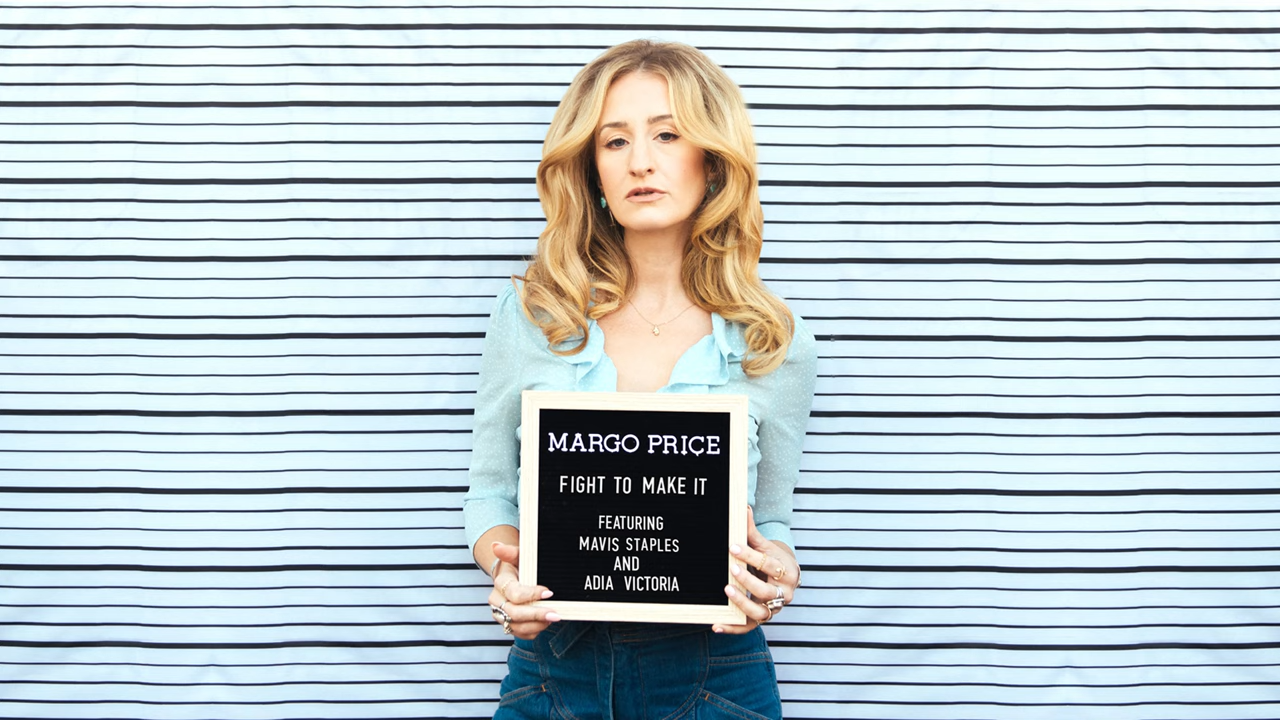 MARGO PRIÇE
FIGHT TO MAKE IT
FEATURING
MAVIS STAPLES
AND
ADIA VICTORIA